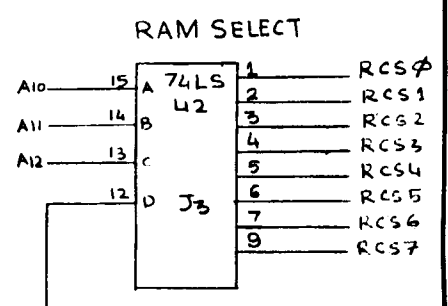 RAM SELECT
A10 15 A 74LS 1 RCS0
42 2 RCS1
A11 14 B 3 RCS2
A12 13 C 4 RCS3
5 RCS4
12 D J3 6 RCS5
7 RCS6
9 RCS7